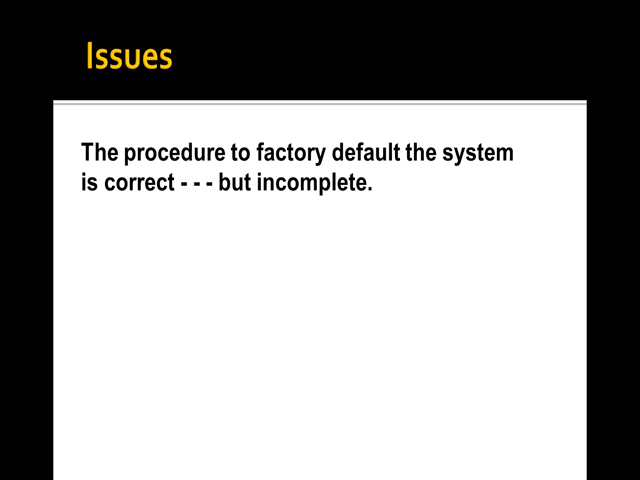 Issues
The procedure to factory default the system
is correct - - - but incomplete.